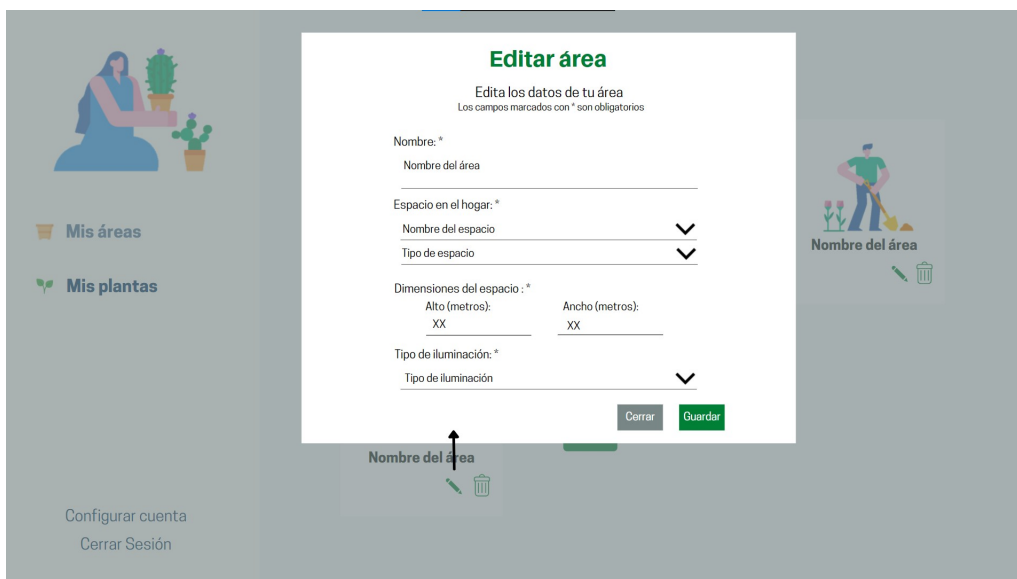 Editar área
Edita los datos de tu área
Los campos marcados con * son obligatorios
Nombre: *
Nombre del área
Espacio en el hogar: *
Nombre del espacio
Tipo de espacio
Dimensiones del espacio : *
Alto (metros): Ancho (metros):
XX XX
Tipo de iluminación: *
Tipo de iluminación
Cerrar Guardar
Mis áreas
Mis plantas
Configurar cuenta
Cerrar Sesión
Nombre del área
Nombre del área